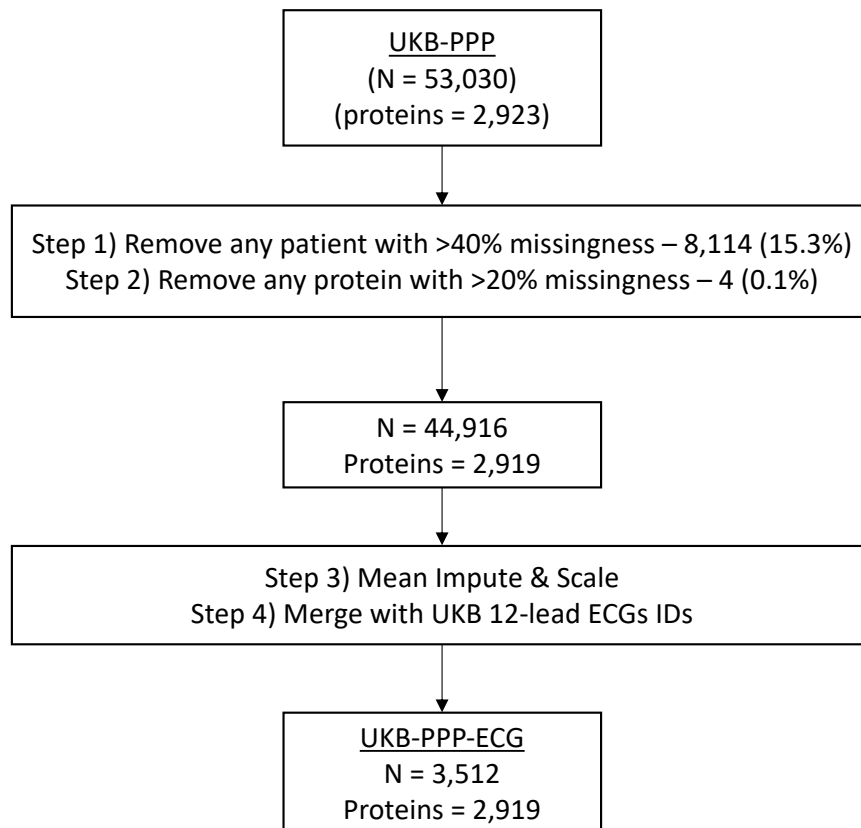 UKB-PPP
(N = 53,030)
(proteins = 2,923)
Step 1) Remove any patient with >40% missingness – 8,114 (15.3%)
Step 2) Remove any protein with >20% missingness – 4 (0.1%)
N = 44,916
Proteins = 2,919
Step 3) Mean Impute & Scale
Step 4) Merge with UKB 12-lead ECGs IDs
UKB-PPP-ECG
N = 3,512
Proteins = 2,919